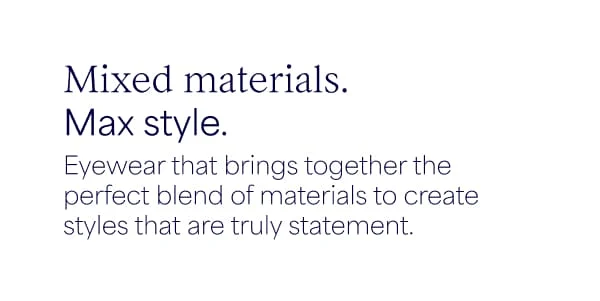 Mixed materials.
Max style.
Eyewear that brings together the
perfect blend of materials to create
styles that are truly statement.